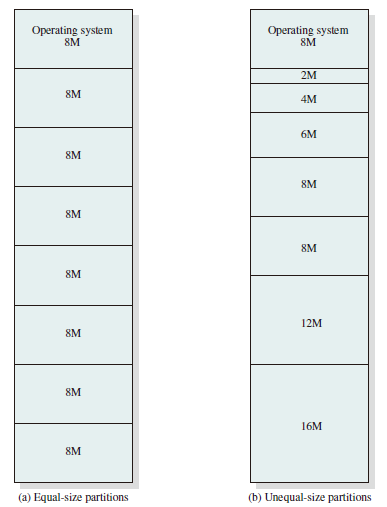 Operating system
8M
8M
8M
8M
8M
8M
8M
8M
(a) Equal-size partitions
Operating system
8M
2M
4M
6M
8M
8M
12M
16M
(b) Unequal-size partitions